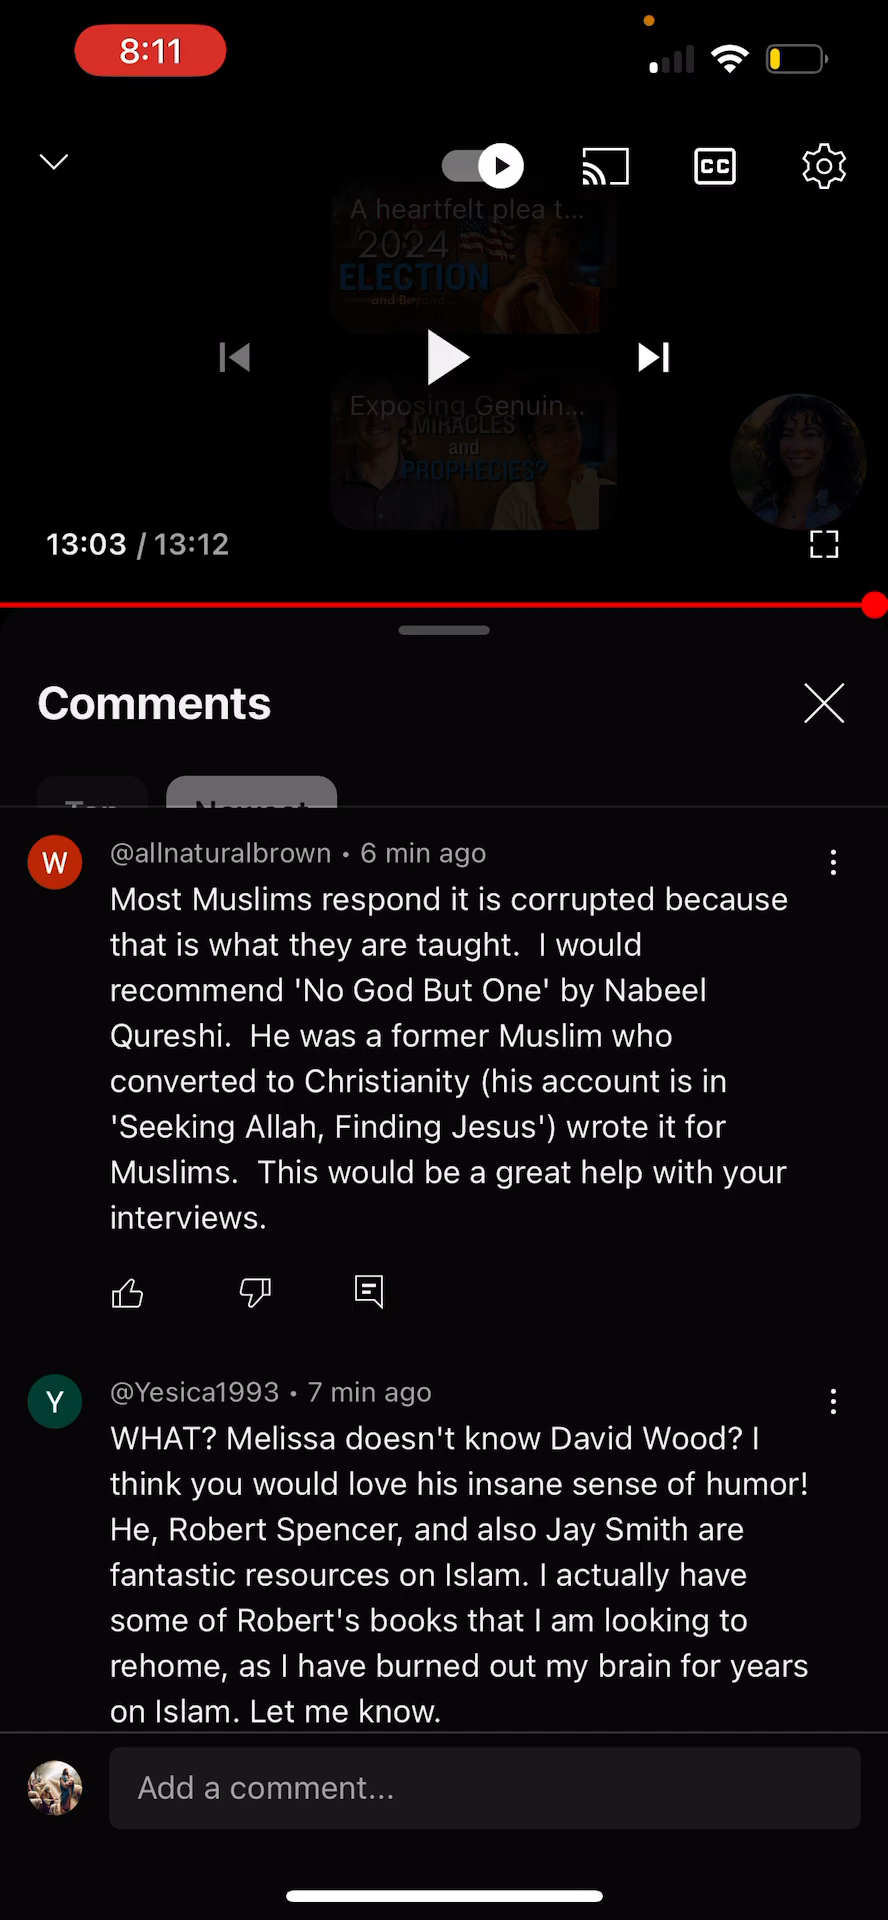 8:11
CC
A heartfelt plea t...
2024
ELECTION
and Beyond...
Exposing Genuin...
MIRACLES
and
PROPHECIES?
13:03 / 13:12
Comments
Top
Newest
W
@allnaturalbrown • 6 min ago
Most Muslims respond it is corrupted because
that is what they are taught.  I would
recommend 'No God But One' by Nabeel
Qureshi.  He was a former Muslim who
converted to Christianity (his account is in
'Seeking Allah, Finding Jesus') wrote it for
Muslims.  This would be a great help with your
interviews.
Y
@Yesica1993 • 7 min ago
WHAT? Melissa doesn't know David Wood? I
think you would love his insane sense of humor!
He, Robert Spencer, and also Jay Smith are
fantastic resources on Islam. I actually have
some of Robert's books that I am looking to
rehome, as I have burned out my brain for years
on Islam. Let me know.
Add a comment...